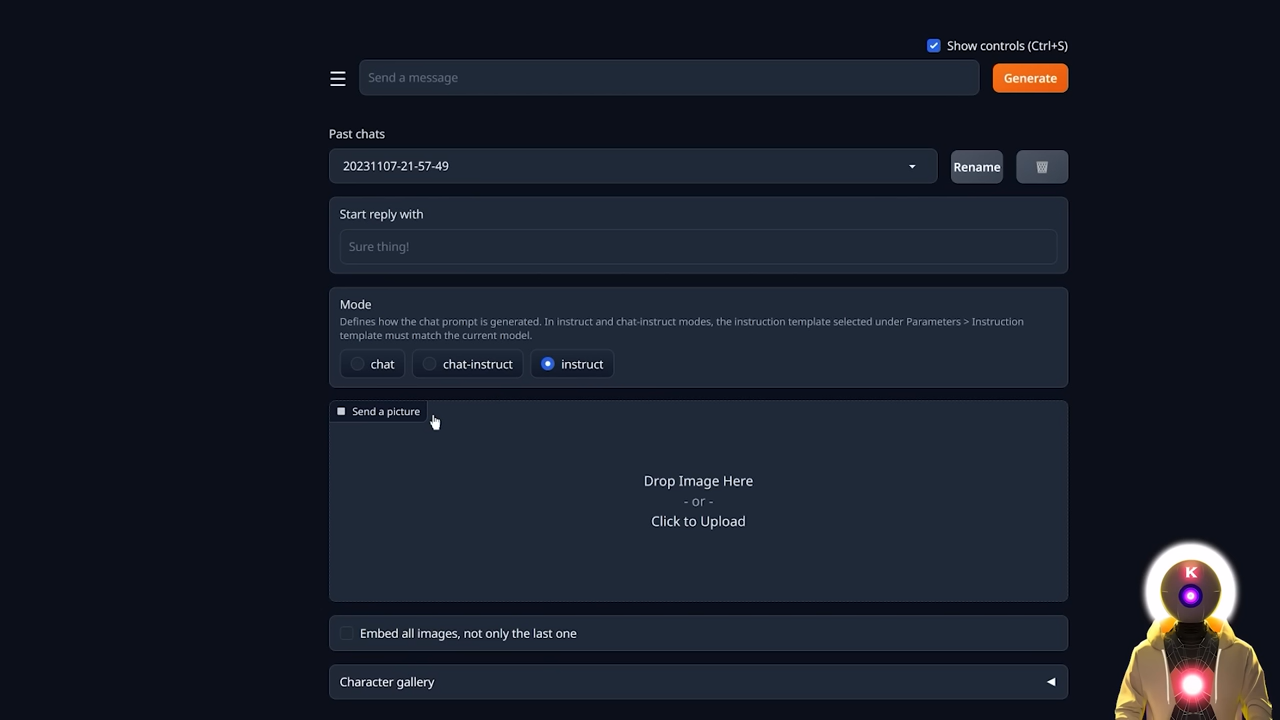 Show controls (Ctrl+S)
Send a message
Generate
Past chats
20231107-21-57-49
Rename
Start reply with
Sure thing!
Mode
Defines how the chat prompt is generated. In instruct and chat-instruct modes, the instruction template selected under Parameters > Instruction
template must match the current model.
chat
chat-instruct
instruct
Send a picture
Drop Image Here
- or -
Click to Upload
Embed all images, not only the last one
Character gallery
K